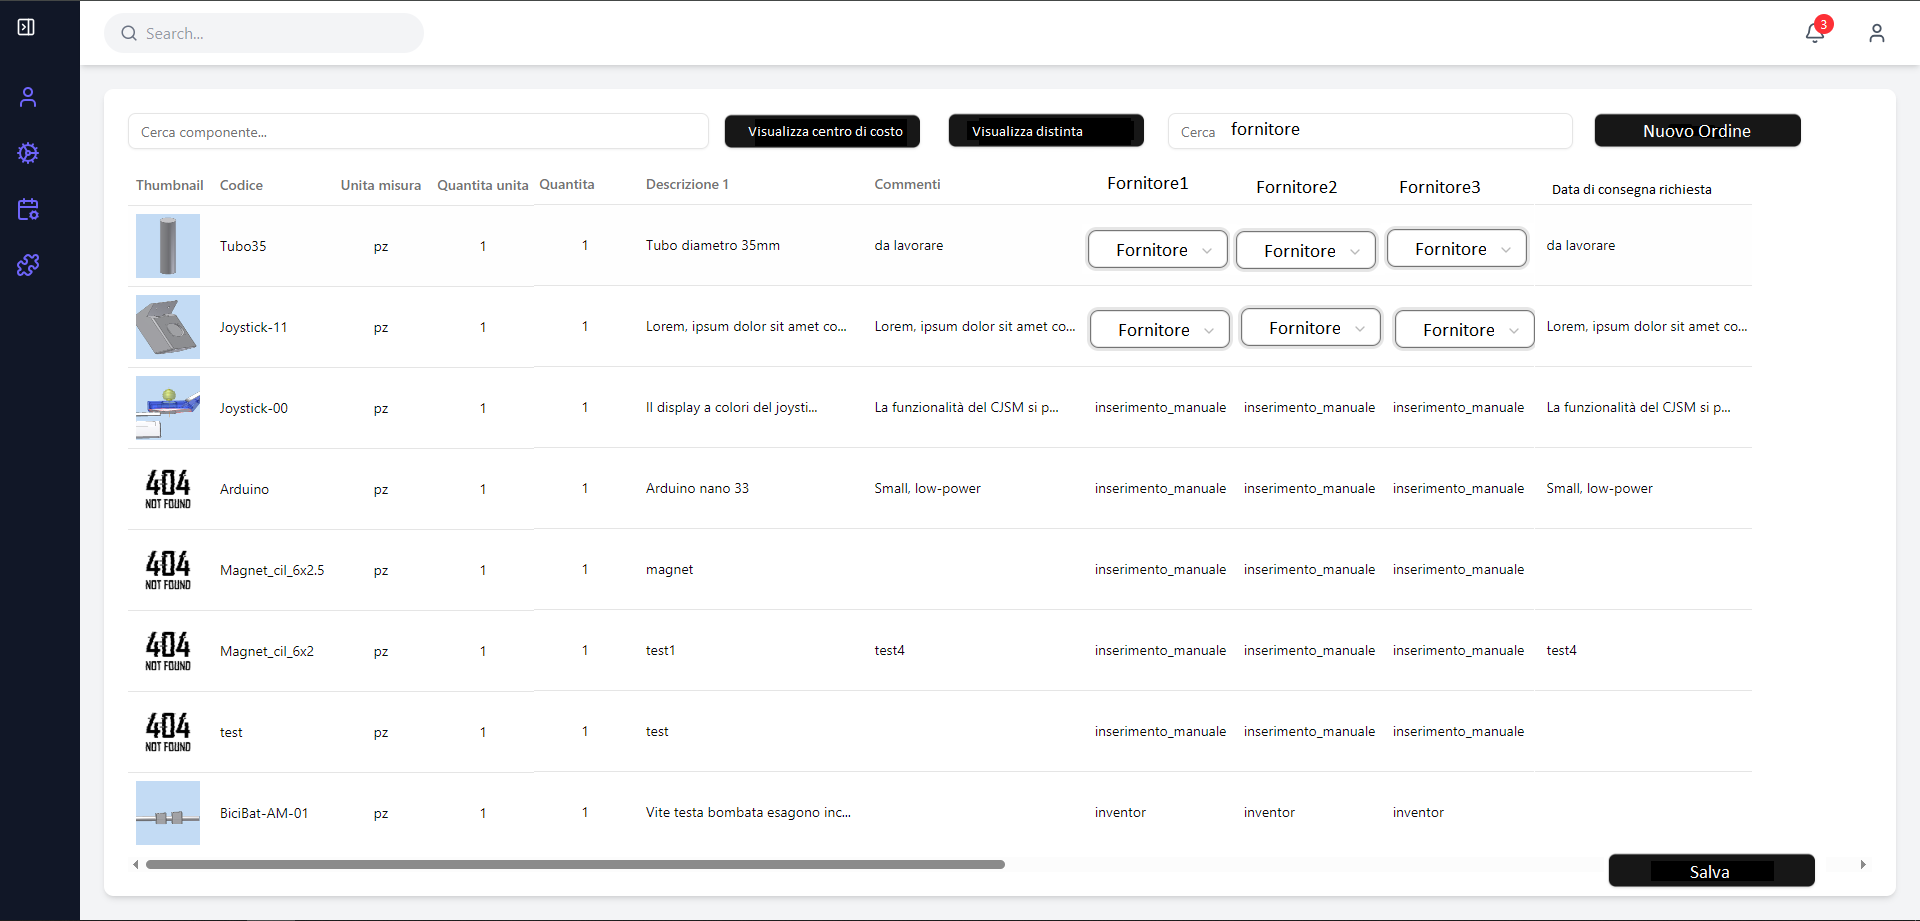 Search...
3
Cerca componente...
Visualizza centro di costo
Visualizza distinta
Cerca fornitore
Nuovo Ordine
Thumbnail Codice Unita misura Quantita unita Quantita Descrizione 1 Commenti Fornitore1 Fornitore2 Fornitore3 Data di consegna richiesta
Tubo35 pz 1 1 Tubo diametro 35mm da lavorare Fornitore Fornitore Fornitore da lavorare
Joystick-11 pz 1 1 Lorem, ipsum dolor sit amet co... Lorem, ipsum dolor sit amet co... Fornitore Fornitore Fornitore Lorem, ipsum dolor sit amet co...
Joystick-00 pz 1 1 Il display a colori del joysti... La funzionalità del CJSM si p... inserimento_manuale inserimento_manuale inserimento_manuale La funzionalità del CJSM si p...
404
NOT FOUND
Arduino pz 1 1 Arduino nano 33 Small, low-power inserimento_manuale inserimento_manuale inserimento_manuale Small, low-power
404
NOT FOUND
Magnet_cil_6x2.5 pz 1 1 magnet inserimento_manuale inserimento_manuale inserimento_manuale
404
NOT FOUND
Magnet_cil_6x2 pz 1 1 test1 test4 inserimento_manuale inserimento_manuale inserimento_manuale test4
404
NOT FOUND
test pz 1 1 test inserimento_manuale inserimento_manuale inserimento_manuale
BiciBat-AM-01 pz 1 1 Vite testa bombata esagono inc... inventor inventor inventor
Salva